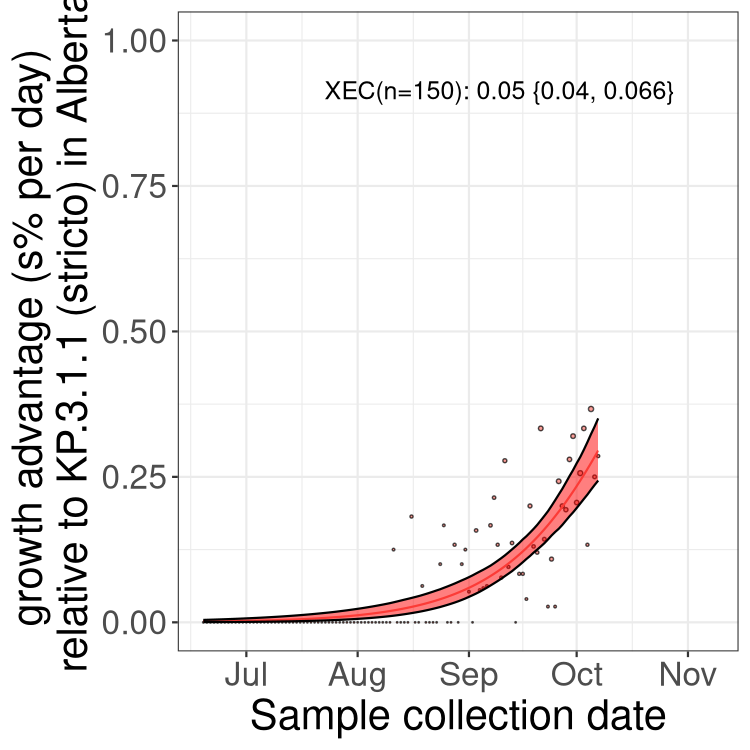 growth advantage (s% per day)
relative to KP.3.1.1 (stricto) in Alberta
1.00
0.75
0.50
0.25
0.00
XEC(n=150): 0.05 {0.04, 0.066}
Jul Aug Sep Oct Nov
Sample collection date